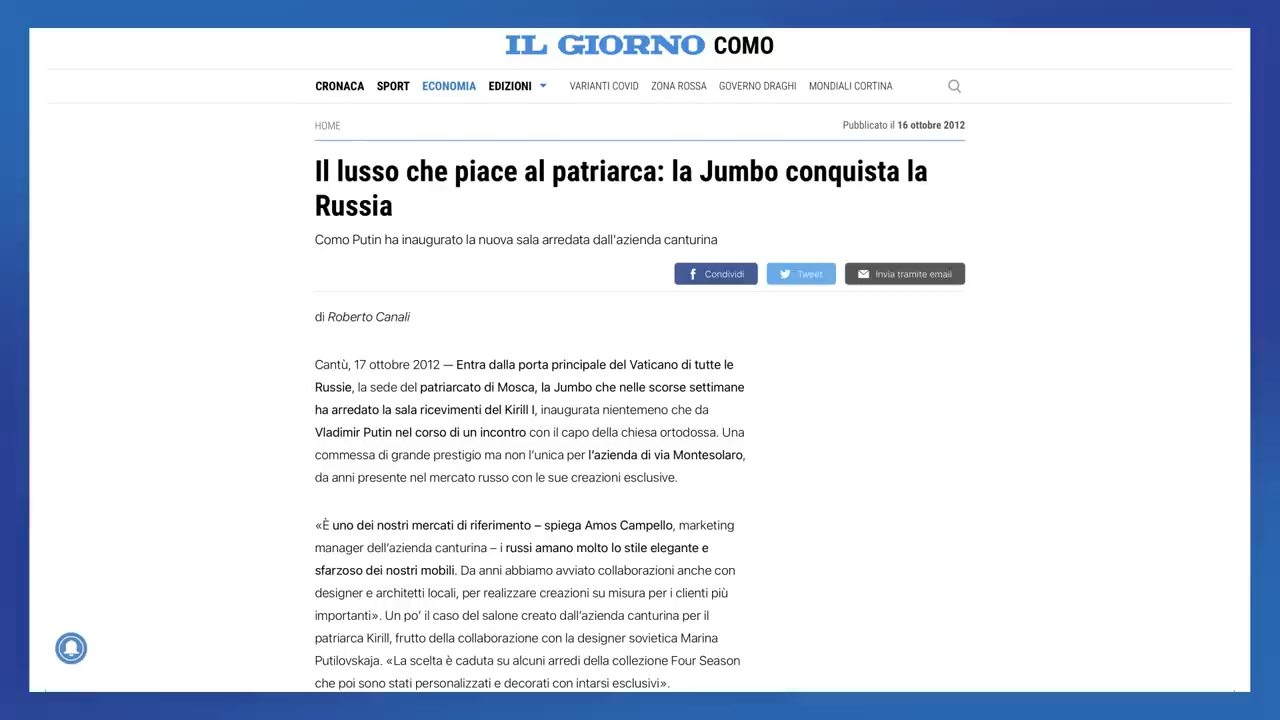 IL GIORNO COMO
CRONACA SPORT ECONOMIA EDIZIONI VARIANTI COVID ZONA ROSSA GOVERNO DRAGHI MONDIALI CORTINA
HOME
Pubblicato il 16 ottobre 2012
Il lusso che piace al patriarca: la Jumbo conquista la
Russia
Como Putin ha inaugurato la nuova sala arredata dall'azienda canturina
Condividi Tweet Invia tramite email
di Roberto Canali
Cantù, 17 ottobre 2012 — Entra dalla porta principale del Vaticano di tutte le
Russie, la sede del patriarcato di Mosca, la Jumbo che nelle scorse settimane
ha arredato la sala ricevimenti del Kirill I, inaugurata nientemeno che da
Vladimir Putin nel corso di un incontro con il capo della chiesa ortodossa. Una
commessa di grande prestigio ma non l'unica per l'azienda di via Montesolaro,
da anni presente nel mercato russo con le sue creazioni esclusive.
«È uno dei nostri mercati di riferimento – spiega Amos Campello, marketing
manager dell'azienda canturina – i russi amano molto lo stile elegante e
sfarzoso dei nostri mobili. Da anni abbiamo avviato collaborazioni anche con
designer e architetti locali, per realizzare creazioni su misura per i clienti più
importanti». Un po' il caso del salone creato dall'azienda canturina per il
patriarca Kirill, frutto della collaborazione con la designer sovietica Marina
Putilovskaja. «La scelta è caduta su alcuni arredi della collezione Four Season
che poi sono stati personalizzati e decorati con intarsi esclusivi».